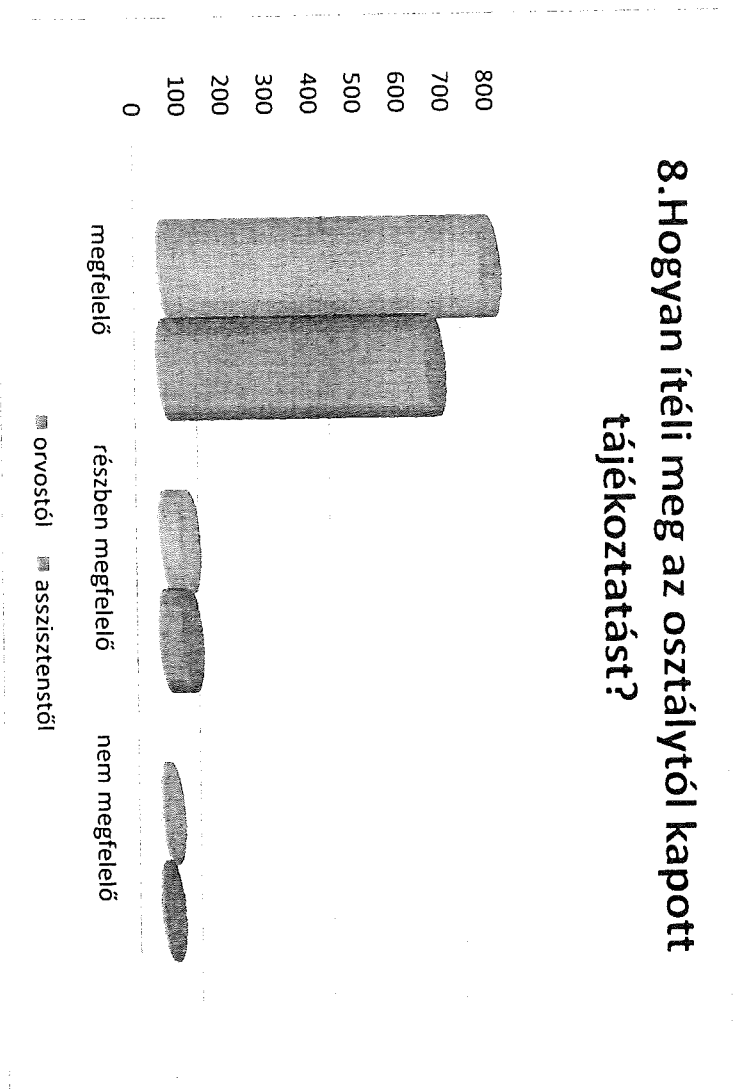 8.Hogyan ítéli meg az osztálytól kapott
tájékoztatást?
800
700
600
500
400
300
200
100
0
megfelelő
részben megfelelő
nem megfelelő
orvostól
asszisztenstől